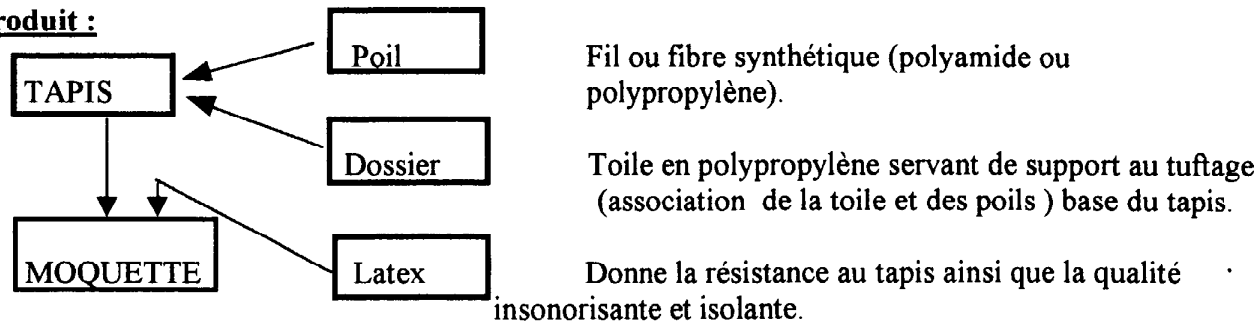 roduit :
Poil
Fil ou fibre synthétique (polyamide ou
polypropylène).
TAPIS
Dossier
Toile en polypropylène servant de support au tuftage
(association de la toile et des poils ) base du tapis.
MOQUETTE
Latex
Donne la résistance au tapis ainsi que la qualité
insonorisante et isolante.